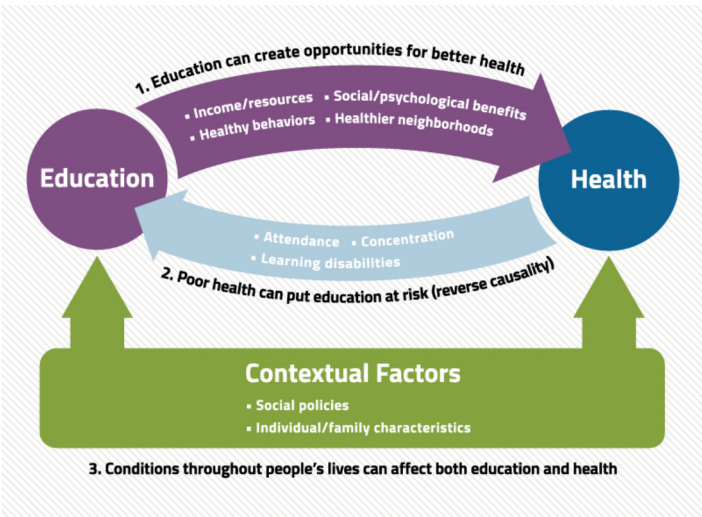 1. Education can create opportunities for better health
▪ Income/resources ▪ Social/psychological benefits
▪ Healthy behaviors ▪ Healthier neighborhoods
Education
Health
▪ Attendance ▪ Concentration
▪ Learning disabilities
2. Poor health can put education at risk (reverse causality)
Contextual Factors
▪ Social policies
▪ Individual/family characteristics
3. Conditions throughout people’s lives can affect both education and health